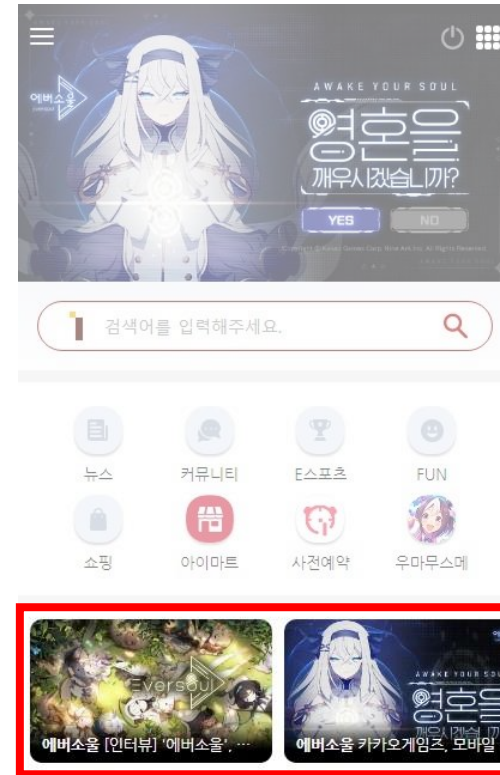 에버소울
AWAKE YOUR SOUL
영혼을
깨우시겠습니까?
YES NO
검색어를 입력해주세요.
뉴스 커뮤니티 E스포츠 FUN
쇼핑 아이마트 사전예약 우마무스메
Eversoul
AWAKE YOUR SOUL
영혼을
에버소울 [인터뷰] '에버소울', ···
에버소울 카카오게임즈, 모바일